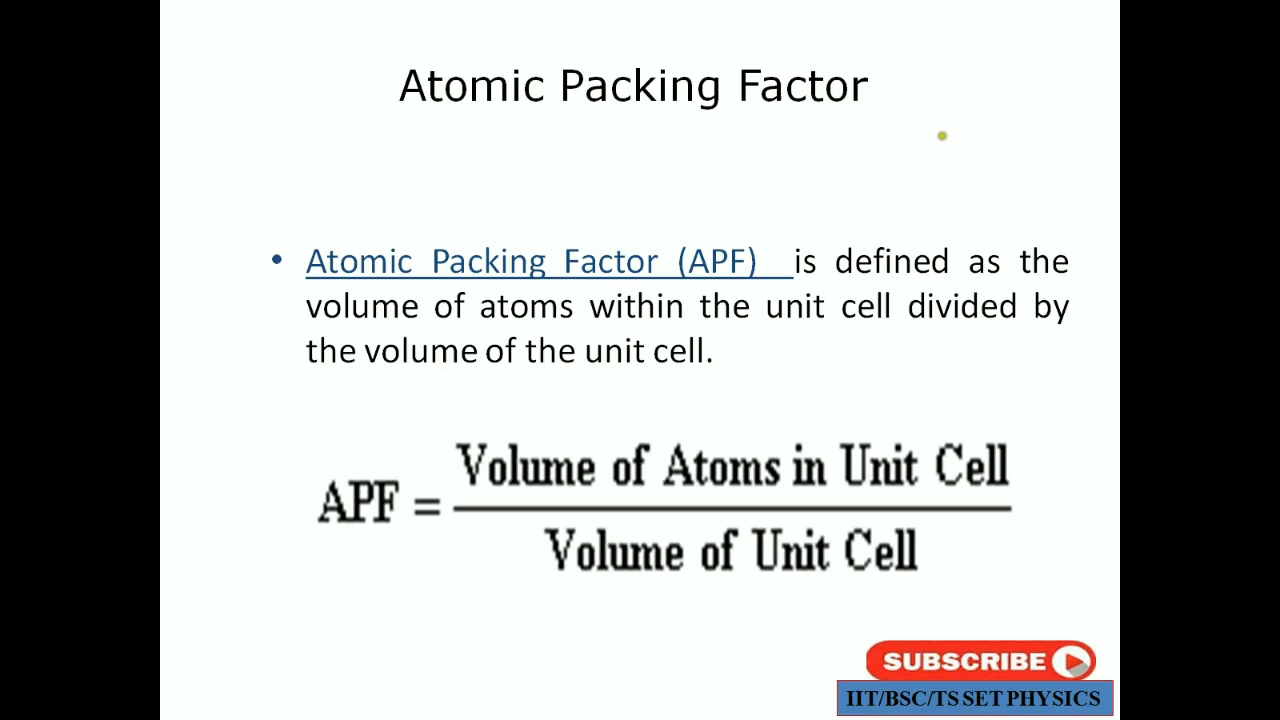 Atomic Packing Factor
• Atomic Packing Factor (APF) is defined as the
volume of atoms within the unit cell divided by
the volume of the unit cell.
APF = Volume of Atoms in Unit Cell
Volume of Unit Cell
SUBSCRIBE
IIT/BSC/TS SET PHYSICS